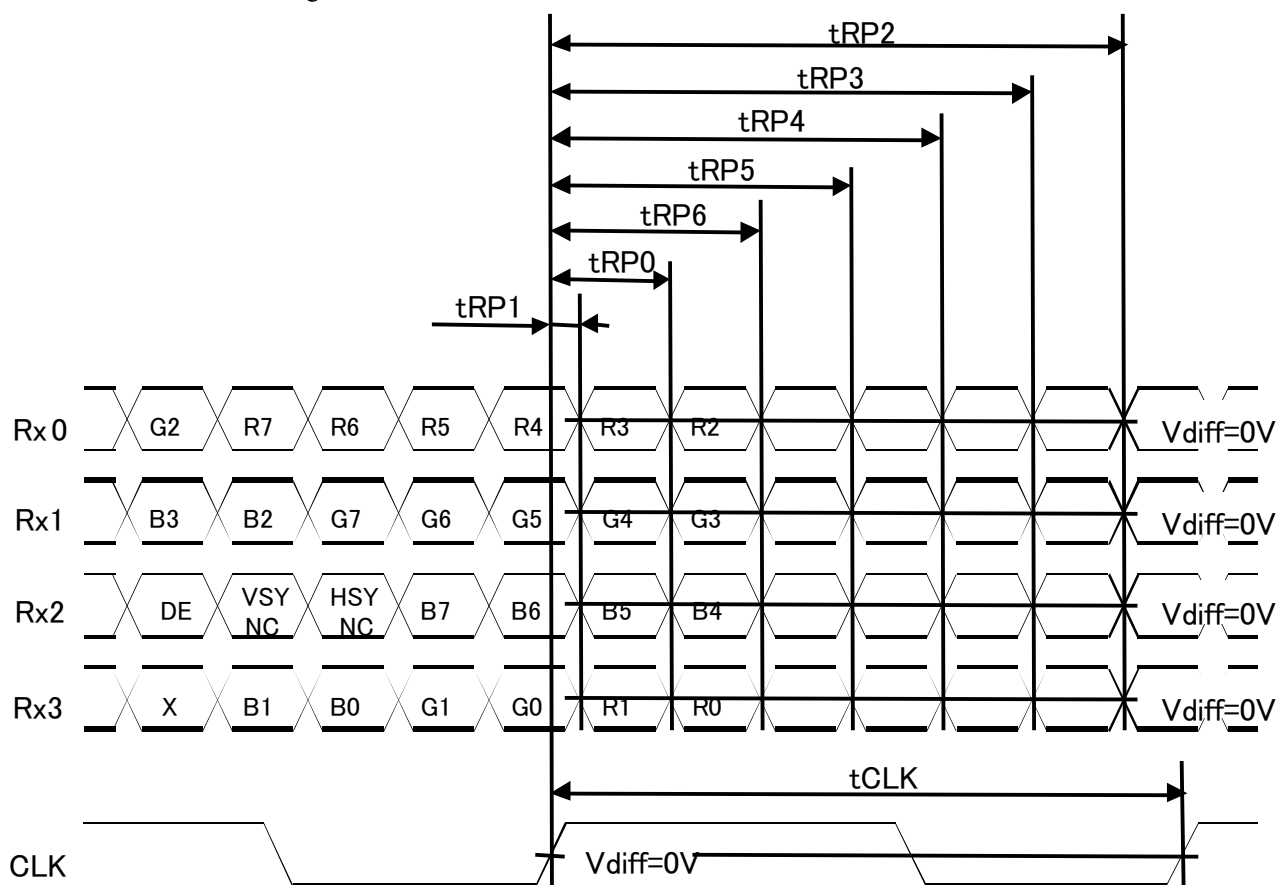 tRP2
tRP3
tRP4
tRP5
tRP6
tRP0
tRP1
Rx0 G2 R7 R6 R5 R4 R3 R2 Vdiff=0V
Rx1 B3 B2 G7 G6 G5 G4 G3 Vdiff=0V
Rx2 DE VSY NC HSY NC B7 B6 B5 B4 Vdiff=0V
Rx3 X B1 B0 G1 G0 R1 R0 Vdiff=0V
tCLK
CLK Vdiff=0V